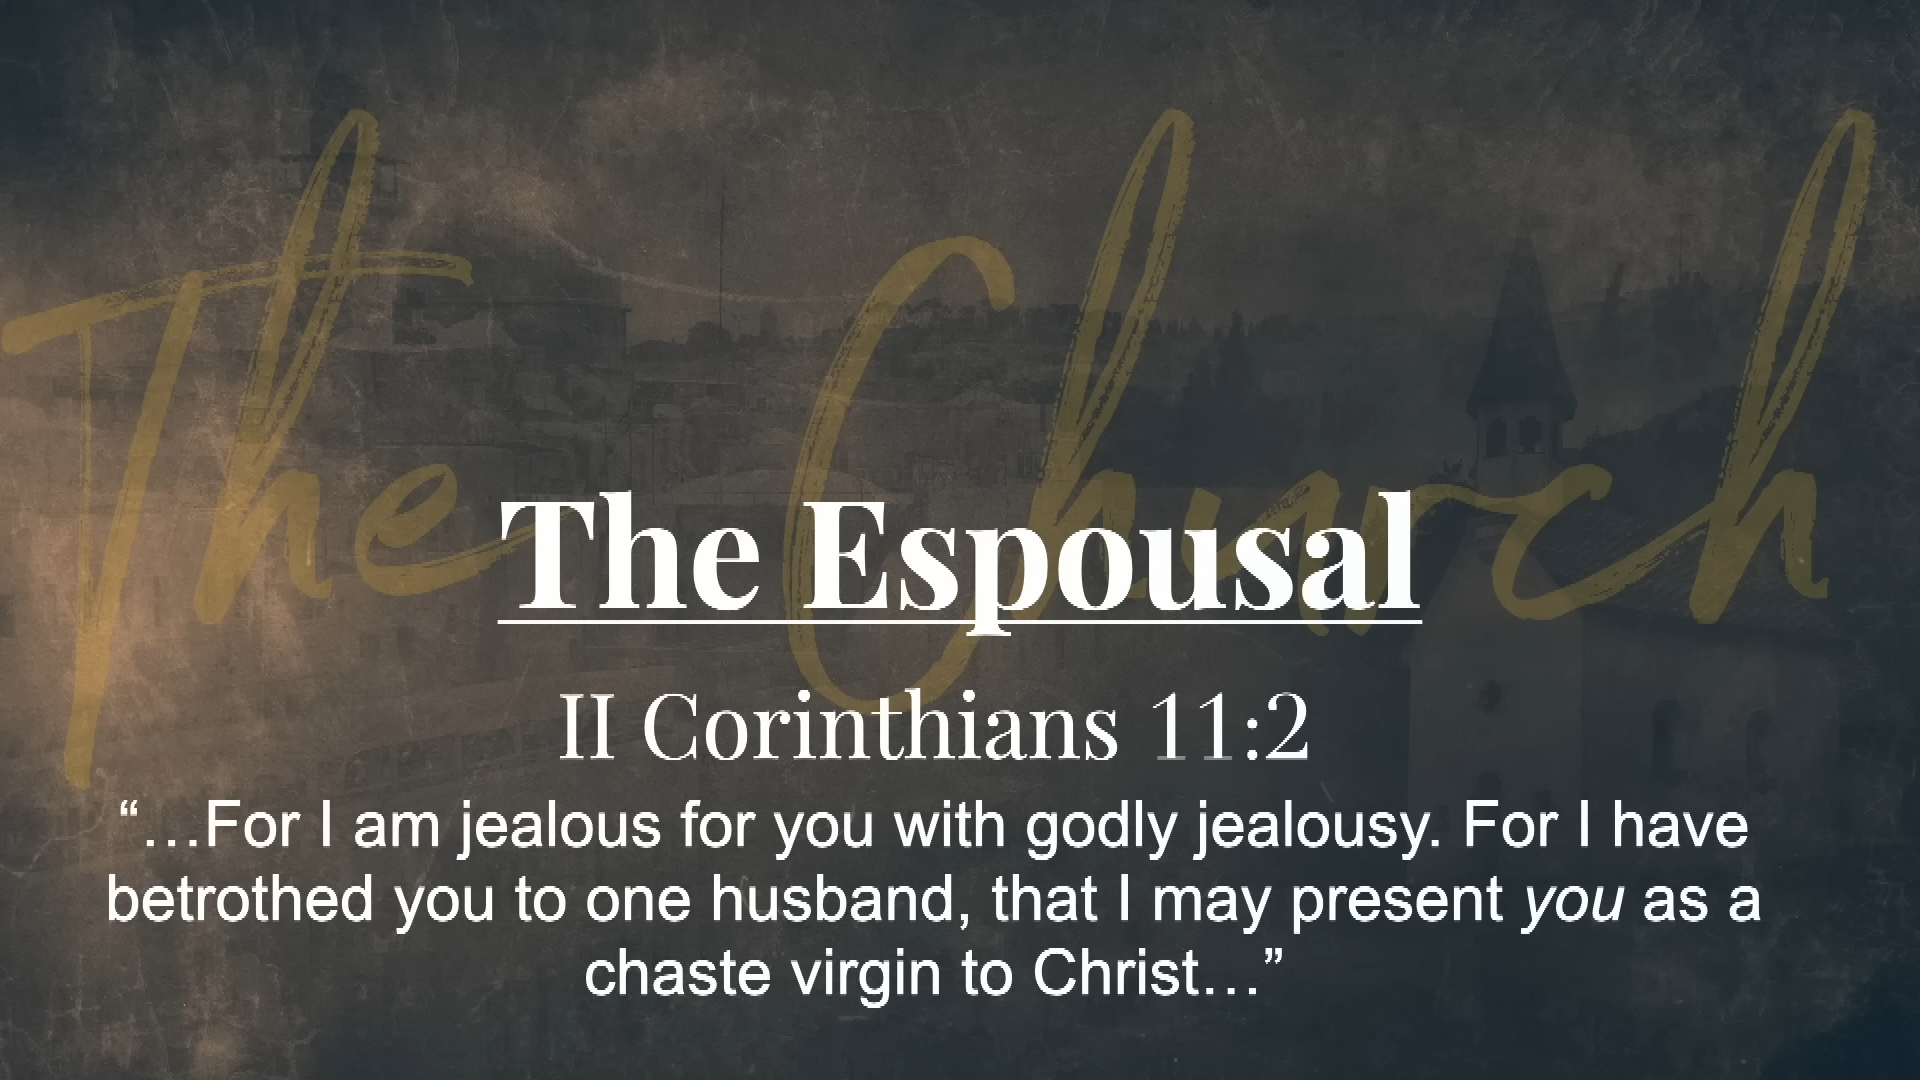 The Church
The Espousal
II Corinthians 11:2
“…For I am jealous for you with godly jealousy. For I have
betrothed you to one husband, that I may present you as a
chaste virgin to Christ…”